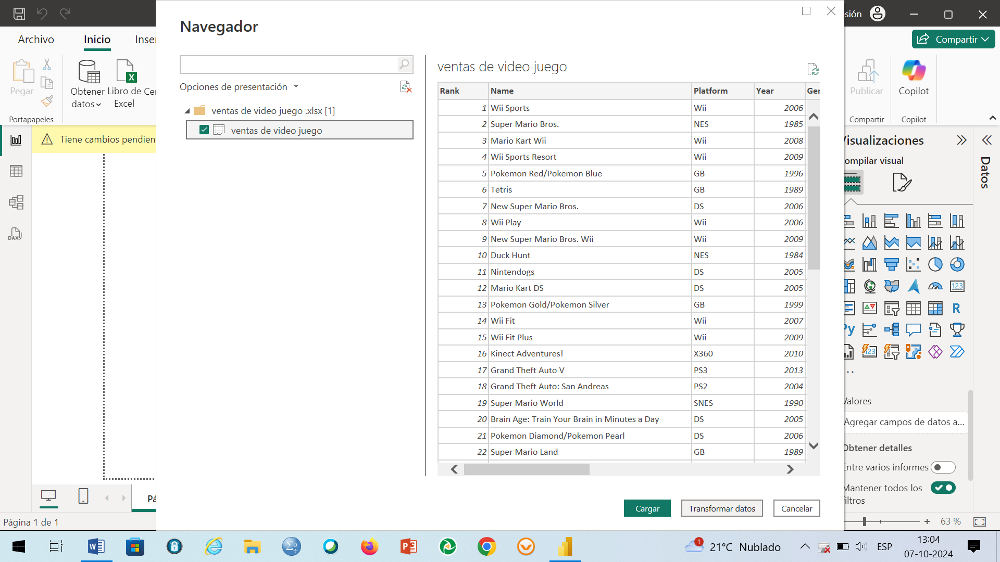 sión
Archivo
Inicio
Inse
Compartir
Pegar
Obtener
datos
Libro de
Excel
Ce
Portapapeles
Publicar
Copilot
Compartir
Copilot
Tiene cambios pendien
Navegador
Opciones de presentación
ventas de video juego .xlsx [1]
ventas de video juego
ventas de video juego
Rank Name Platform Year Ger
1 Wii Sports Wii 2006
2 Super Mario Bros. NES 1985
3 Mario Kart Wii Wii 2008
4 Wii Sports Resort Wii 2009
5 Pokemon Red/Pokemon Blue GB 1996
6 Tetris GB 1989
7 New Super Mario Bros. DS 2006
8 Wii Play Wii 2006
9 New Super Mario Bros. Wii Wii 2009
10 Duck Hunt NES 1984
11 Nintendogs DS 2005
12 Mario Kart DS DS 2005
13 Pokemon Gold/Pokemon Silver GB 1999
14 Wii Fit Wii 2007
15 Wii Fit Plus Wii 2009
16 Kinect Adventures! X360 2010
17 Grand Theft Auto V PS3 2013
18 Grand Theft Auto: San Andreas PS2 2004
19 Super Mario World SNES 1990
20 Brain Age: Train Your Brain in Minutes a Day DS 2005
21 Pokemon Diamond/Pokemon Pearl DS 2006
22 Super Mario Land GB 1989
Cargar
Transformar datos
Cancelar
Visualizaciones
ompilar visual
Datos
123
R
Py
123
Valores
Agregar campos de datos a...
Obtener detalles
Entre varios informes
Mantener todos los
filtros
DAX
Pá
Página 1 de 1
63 %
1
21°C Nublado
ESP
13:04
07-10-2024